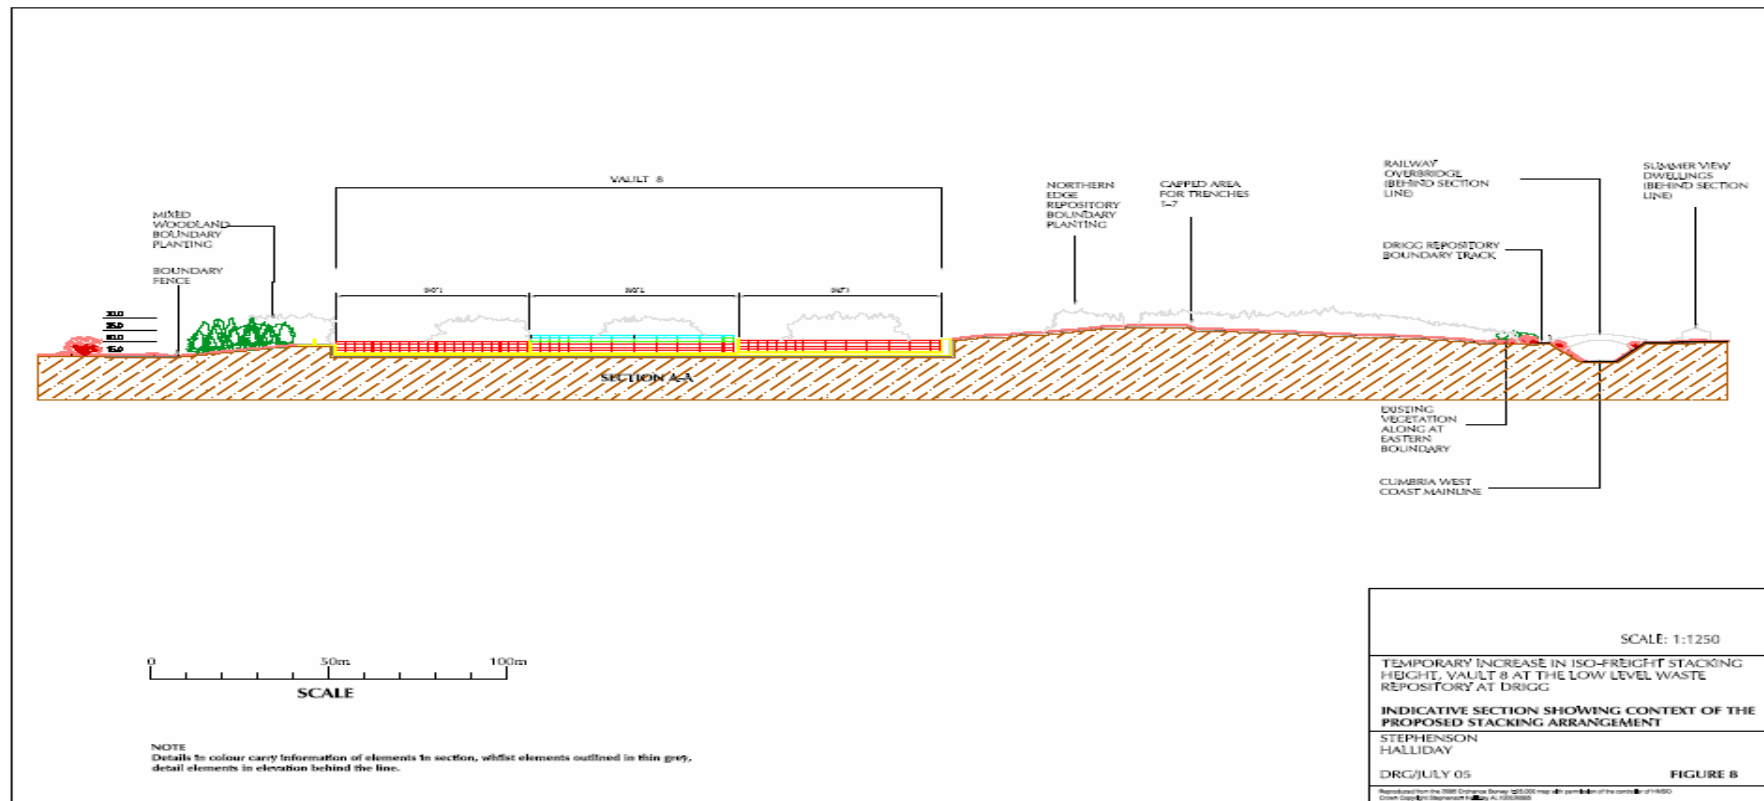 VAULT 8
MIXED
WOODLAND
BOUNDARY
PLANTING
BOUNDARY
FENCE
NORTHERN
EDGE
REPOSITORY
BOUNDARY
PLANTING
CAPPED AREA
FOR TRENCHES
1-7
RAILWAY
OVERBRIDGE
(BEHIND SECTION
LINE)
SUMMER VIEW
DWELLINGS
(BEHIND SECTION
LINE)
DRIGG REPOSITORY
BOUNDARY TRACK
SECTION A-A
EXISTING
VEGETATION
ALONG AT
EASTERN
BOUNDARY
CUMBRIA WEST
COAST MAINLINE
0 50m 100m
SCALE
NOTE
Details in colour carry information of elements in section, whilst elements outlined in thin grey,
detail elements in elevation behind the line.
SCALE: 1:1250
TEMPORARY INCREASE IN ISO-FREIGHT STACKING
HEIGHT, VAULT 8 AT THE LOW LEVEL WASTE
REPOSITORY AT DRIGG
INDICATIVE SECTION SHOWING CONTEXT OF THE
PROPOSED STACKING ARRANGEMENT
STEPHENSON
HALLIDAY
DRG/JULY 05 FIGURE 8